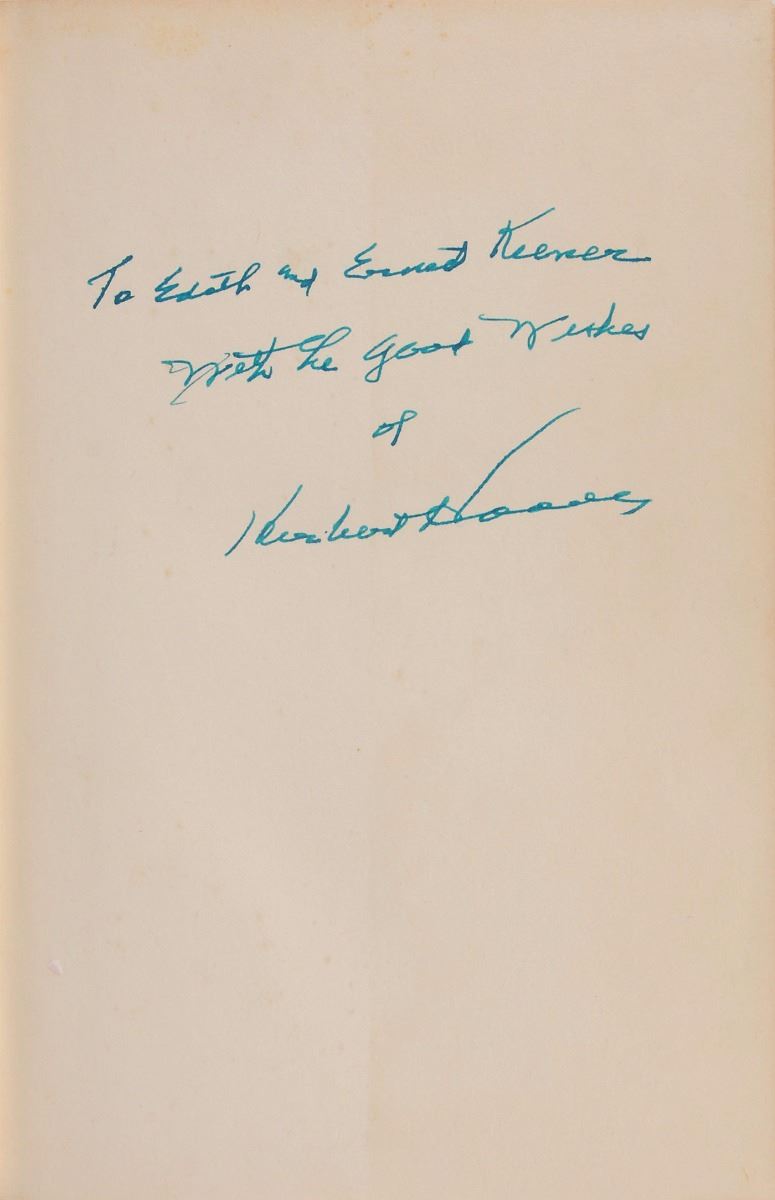 To Edith and Ernest Keener
With the good Wishes
of
Herbert Hoover